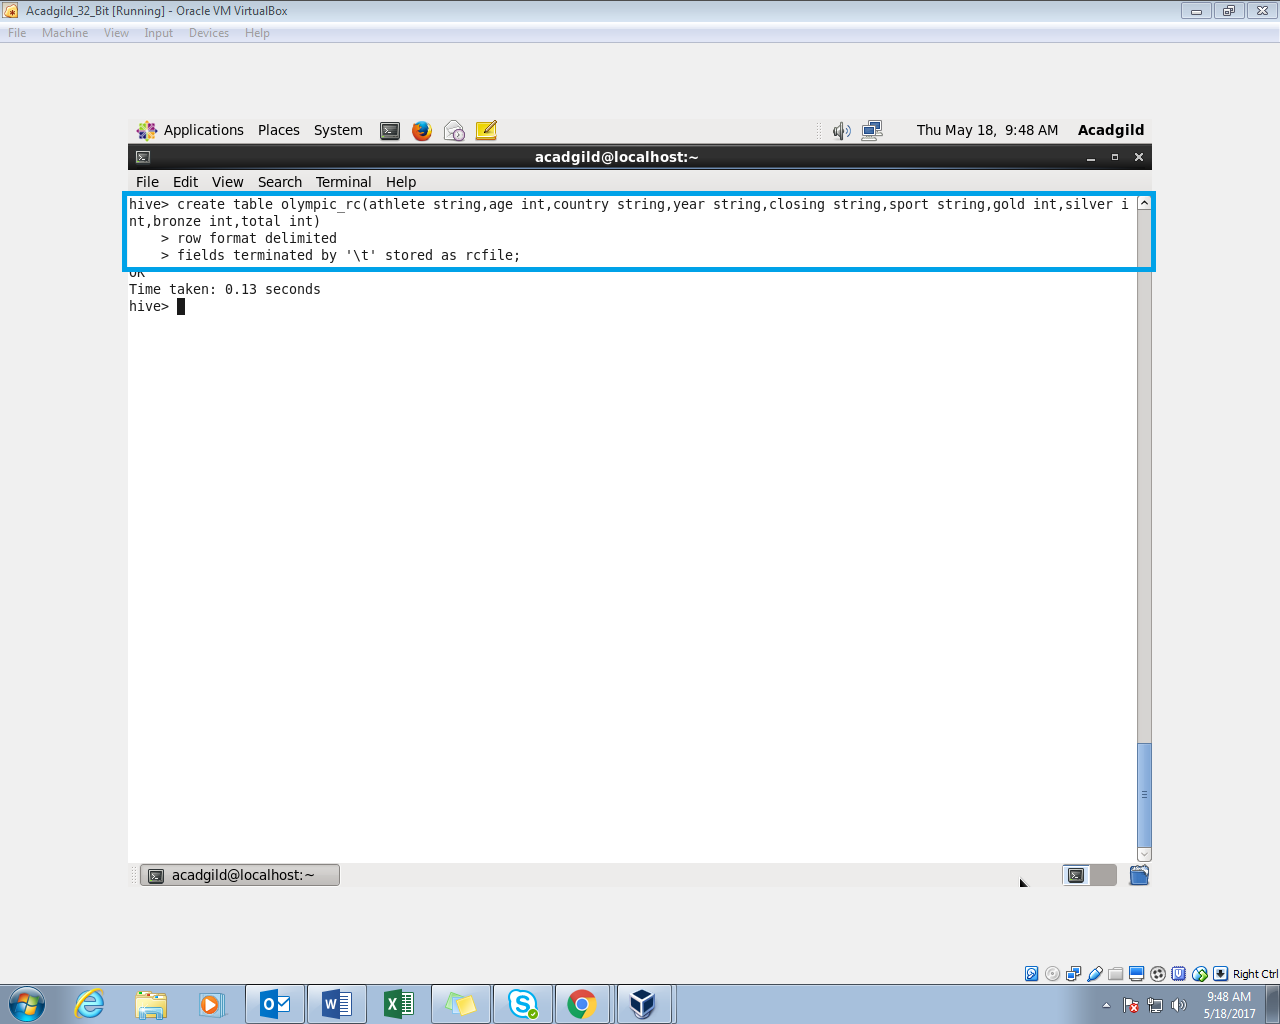 Acadgild_32_Bit [Running] - Oracle VM VirtualBox
File Machine View Input Devices Help
Applications Places System Thu May 18, 9:48 AM Acadgild
acadgild@localhost:~
File Edit View Search Terminal Help
hive> create table olympic_rc(athlete string,age int,country string,year string,closing string,sport string,gold int,silver i
nt,bronze int,total int)
    > row format delimited
    > fields terminated by '\t' stored as rcfile;
OK
Time taken: 0.13 seconds
hive>
acadgild@localhost:~
Right Ctrl
9:48 AM
5/18/2017